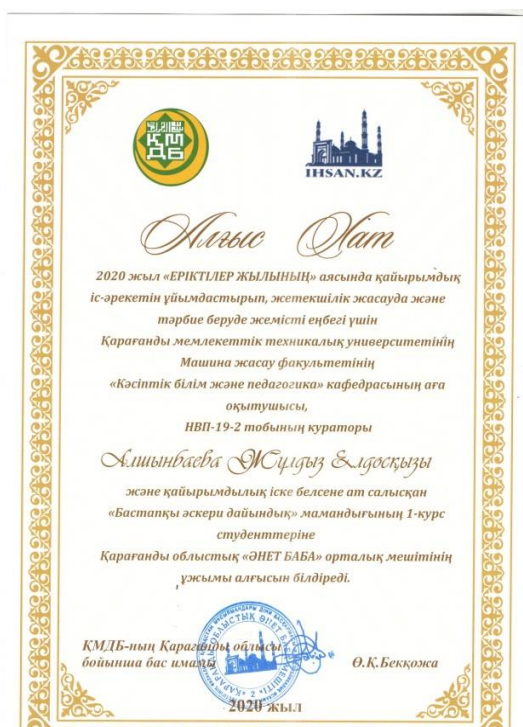 ҚМ
ДБ
IHSAN.KZ
Алғыс Хат
2020 жыл «ЕРІКТІЛЕР ЖЫЛЫНЫҢ» аясында қайырымдық
іс-әрекетін ұйымдастырып, жетекшілік жасауда және
тәрбие беруде жемісті еңбегі үшін
Қарағанды мемлекеттік техникалық университетінің
Машина жасау факультетінің
«Кәсіптік білім және педагогика» кафедрасының аға
оқытушысы,
НВП-19-2 тобының кураторы
Алшынбаева Жұлдыз Елдосқызы
және қайырымдылық іске белсене ат салысқан
«Бастапқы әскери дайындық» мамандығының 1-курс
студенттеріне
Қарағанды облыстық «ӘНЕТ БАБА» орталық мешітінің
ұжымы алғысын білдіреді.
ҚМДБ-ның Қарағанды облысы
бойынша бас имамы
Ө.Қ.Бекқожа
2020 жыл